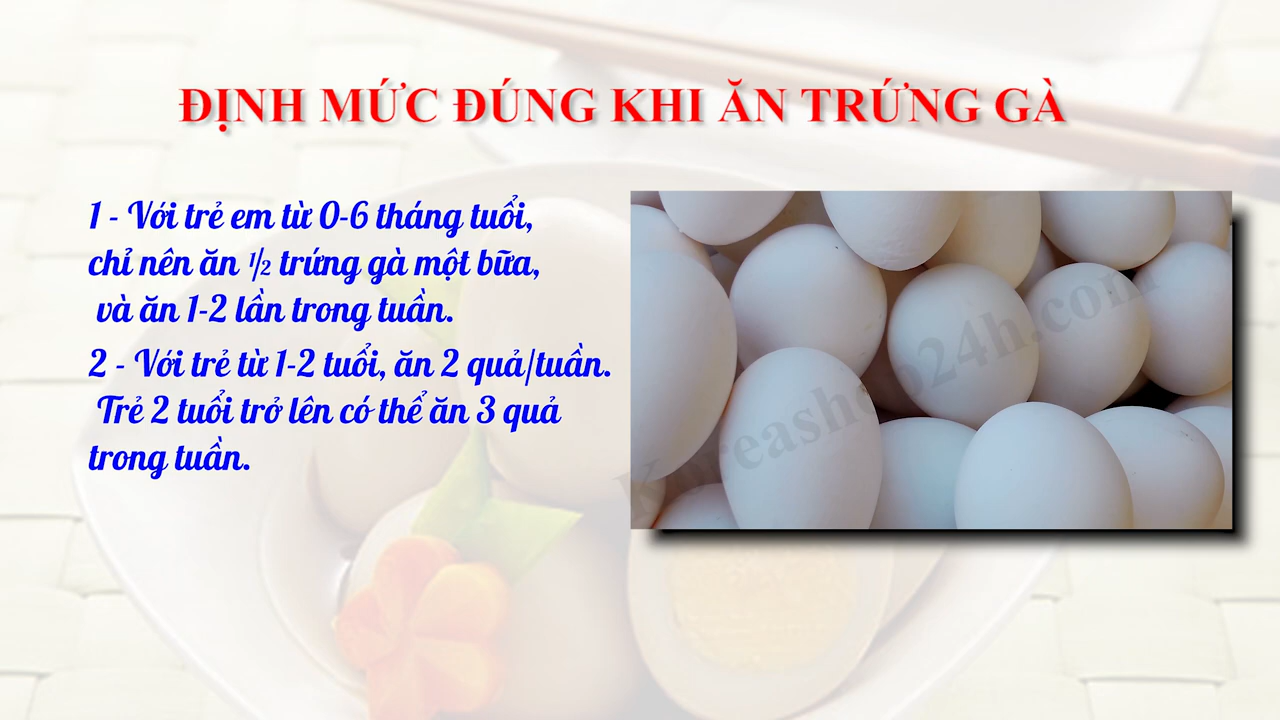 ĐỊNH MỨC ĐÚNG KHI ĂN TRỨNG GÀ
1 - Với trẻ em từ 0-6 tháng tuổi,
chỉ nên ăn ½ trứng gà một bữa,
và ăn 1-2 lần trong tuần.
2 - Với trẻ từ 1-2 tuổi, ăn 2 quả/tuần.
Trẻ 2 tuổi trở lên có thể ăn 3 quả
trong tuần.
Koreashop24h.com